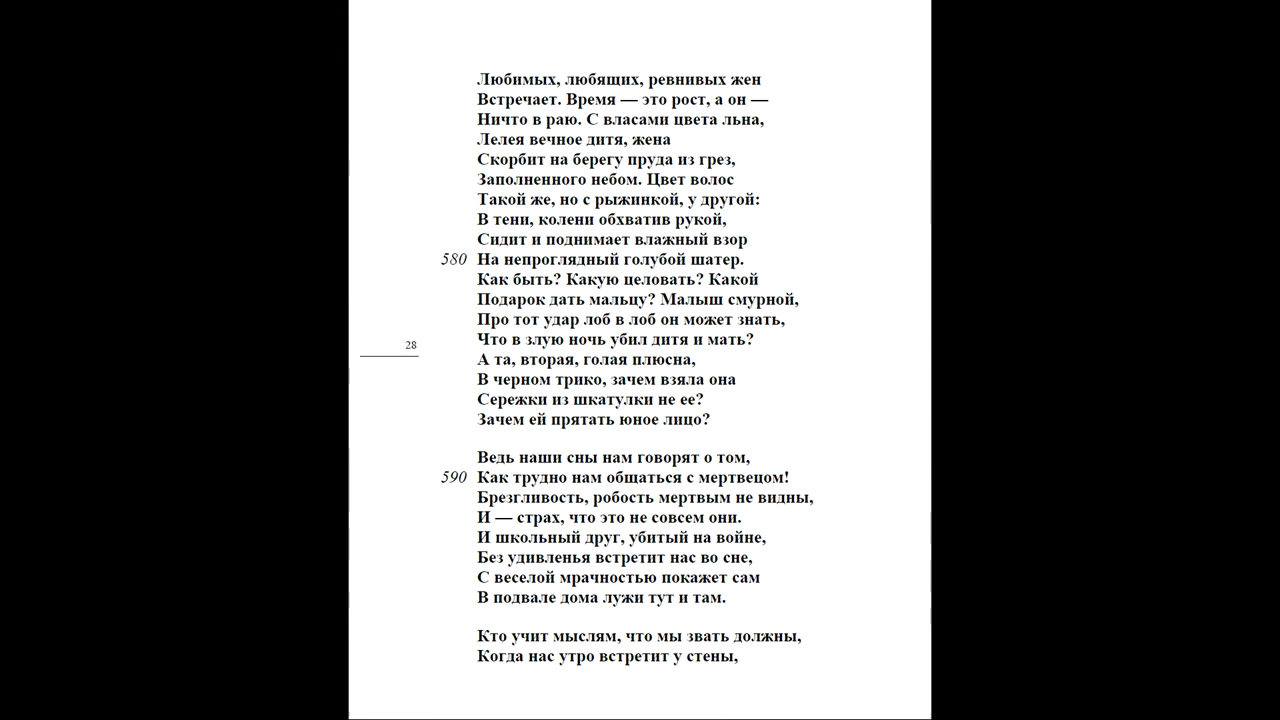 Любимых, любящих, ревнивых жен
Встречает. Время — это рост, а он —
Ничто в раю. С власами цвета льна,
Лелея вечное дитя, жена
Скорбит на берегу пруда из грез,
Заполненного небом. Цвет волос
Такой же, но с рыжинкой, у другой:
В тени, колени обхватив рукой,
Сидит и поднимает влажный взор
580 На непроглядный голубой шатер.
Как быть? Какую целовать? Какой
Подарок дать мальцу? Малыш смурной,
Про тот удар лоб в лоб он может знать,
Что в злую ночь убил дитя и мать?
28
А та, вторая, голая плюсна,
В черном трико, зачем взяла она
Сережки из шкатулки не ее?
Зачем ей прятать юное лицо?
Ведь наши сны нам говорят о том,
590 Как трудно нам общаться с мертвецом!
Брезгливость, робость мертвым не видны,
И — страх, что это не совсем они.
И школьный друг, убитый на войне,
Без удивленья встретит нас во сне,
С веселой мрачностью покажет сам
В подвале дома лужи тут и там.
Кто учит мыслям, что мы звать должны,
Когда нас утро встретит у стены,